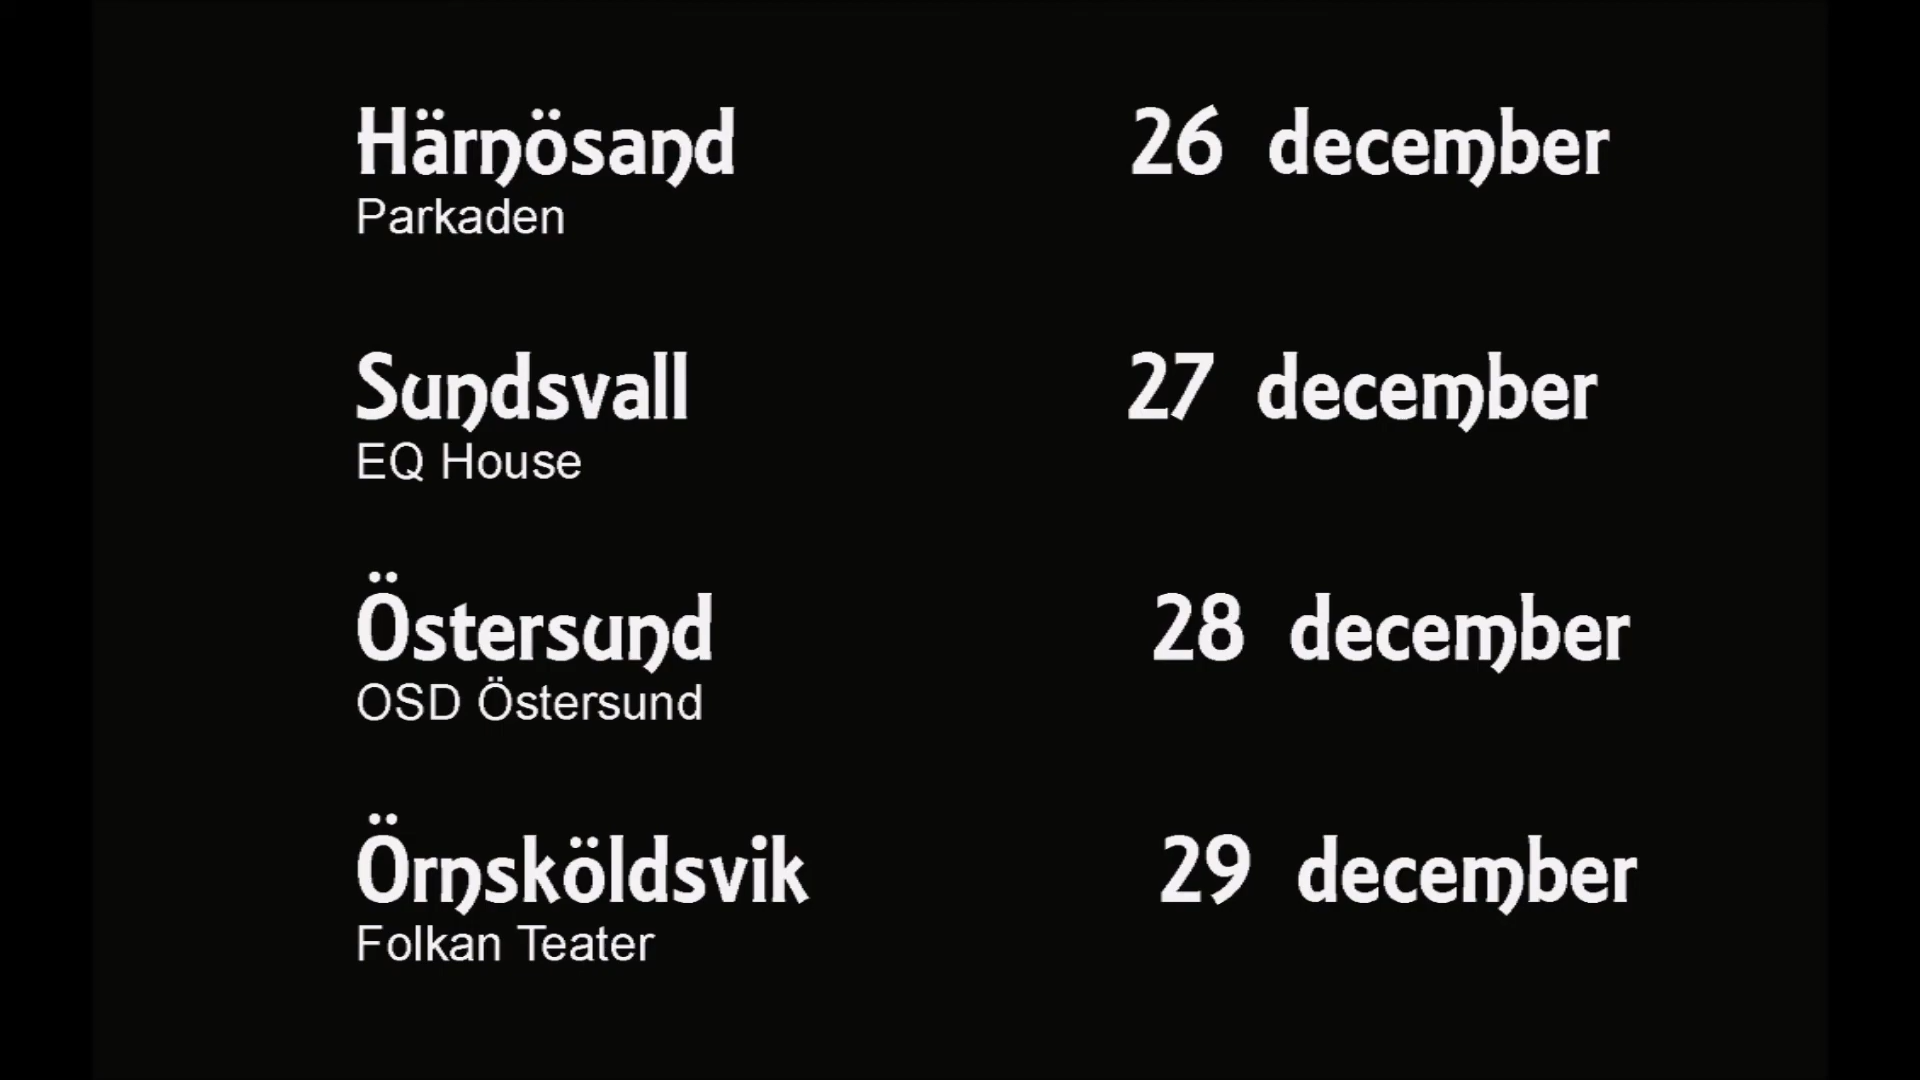 Härnösand 26 december
Parkaden
Sundsvall 27 december
EQ House
Östersund 28 december
OSD Östersund
Örnsköldsvik 29 december
Folkan Teater